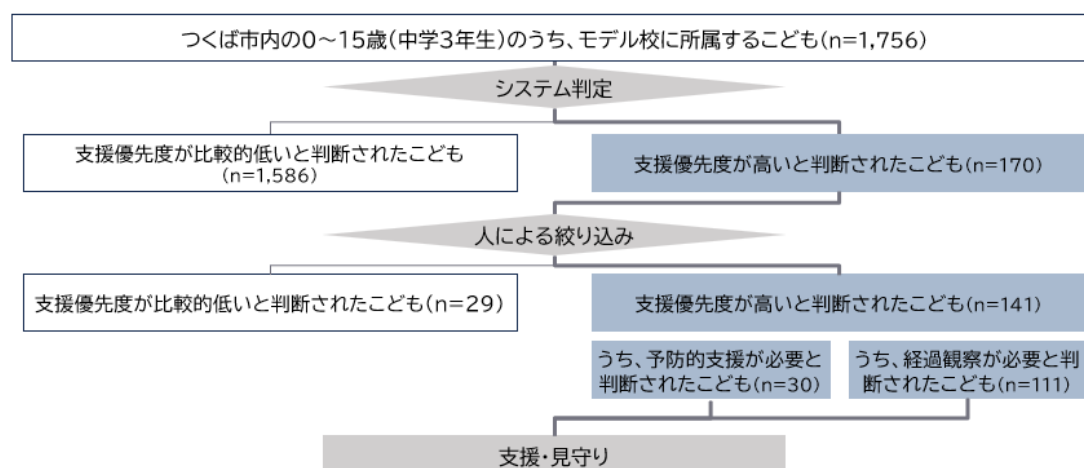 つくば市内の0～15歳(中学3年生)のうち、モデル校に所属するこども(n=1,756)
システム判定
支援優先度が比較的低いと判断されたこども
(n=1,586)
支援優先度が高いと判断されたこども(n=170)
人による絞り込み
支援優先度が比較的低いと判断されたこども(n=29)
支援優先度が高いと判断されたこども(n=141)
うち、予防的支援が必要と
判断されたこども(n=30)
うち、経過観察が必要と判
断されたこども(n=111)
支援・見守り